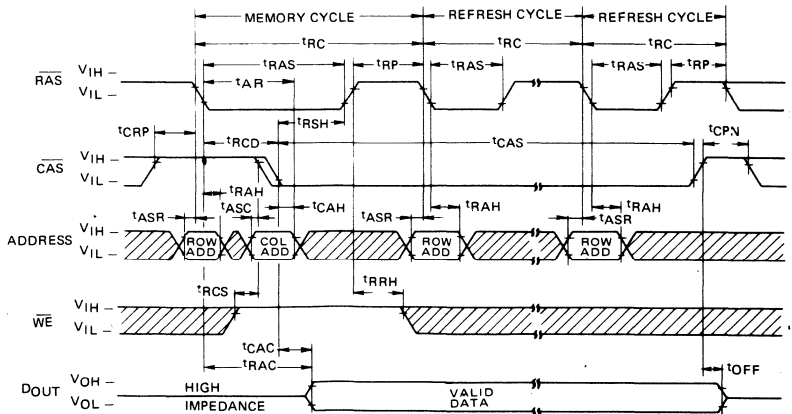 MEMORY CYCLE REFRESH CYCLE REFRESH CYCLE
tRC tRC tRC
tRAS tRP tRAS tRAS tRP
RAS VIH
VIL
tAR
tRSH
tCRP tRCD tCAS tCPN
CAS VIH
VIL
tRAH
tASR tASC tCAH tASR tRAH tASR tRAH
ADDRESS VIH
VIL
ROW ADD
COL ADD
ROW ADD
ROW ADD
tRCS tRRH
WE VIH
VIL
tCAC
tRAC tOFF
DOUT VOH
VOL
HIGH IMPEDANCE
VALID DATA